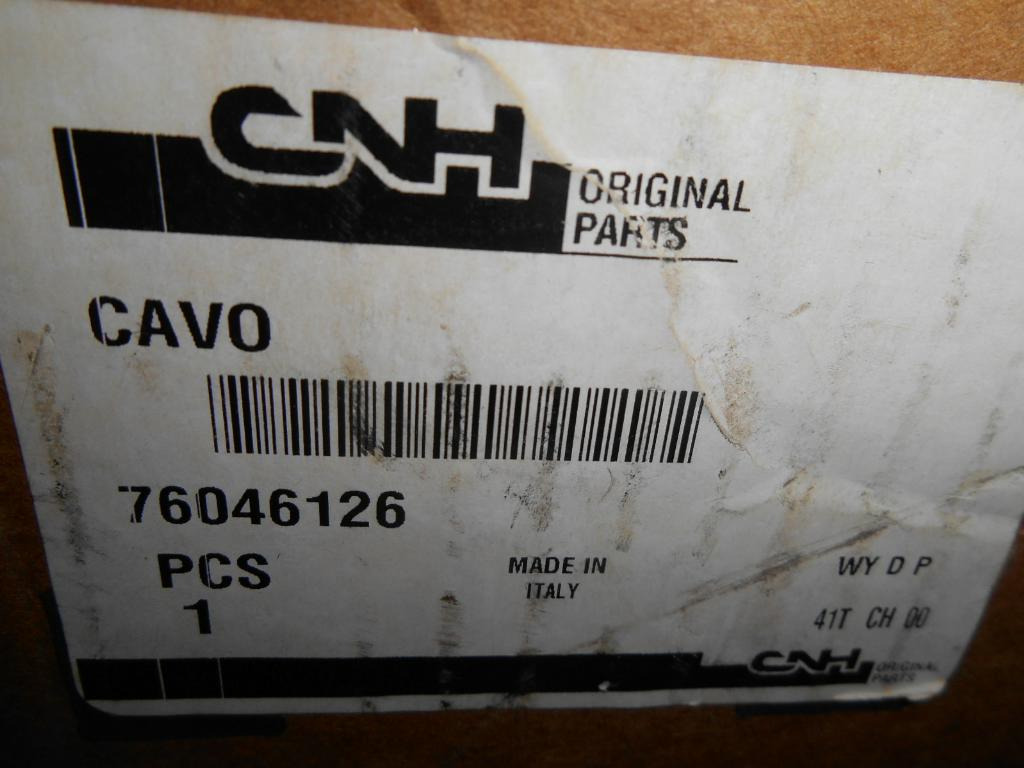 CNH
ORIGINAL
PARTS
CAVO
76046126
PCS
1
MADE IN
ITALY
WY D P
41T CH 00
CNH
ORIGINAL
PARTS